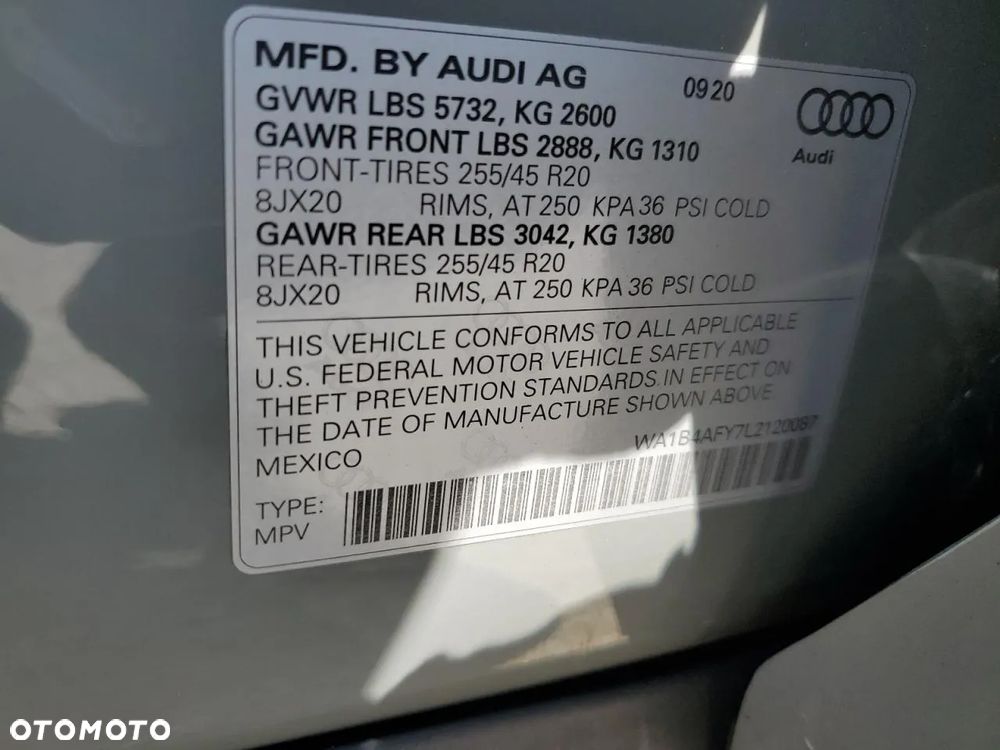 MFD. BY AUDI AG 0920
GVWR LBS 5732, KG 2600
GAWR FRONT LBS 2888, KG 1310
Audi
FRONT-TIRES 255/45 R20
8JX20 RIMS, AT 250 KPA 36 PSI COLD
GAWR REAR LBS 3042, KG 1380
REAR-TIRES 255/45 R20
8JX20 RIMS, AT 250 KPA 36 PSI COLD
THIS VEHICLE CONFORMS TO ALL APPLICABLE
U.S. FEDERAL MOTOR VEHICLE SAFETY AND
THEFT PREVENTION STANDARDS IN EFFECT ON
THE DATE OF MANUFACTURE SHOWN ABOVE
WA1B4AFY7L2120087
MEXICO
TYPE:
MPV
OTOMOTO